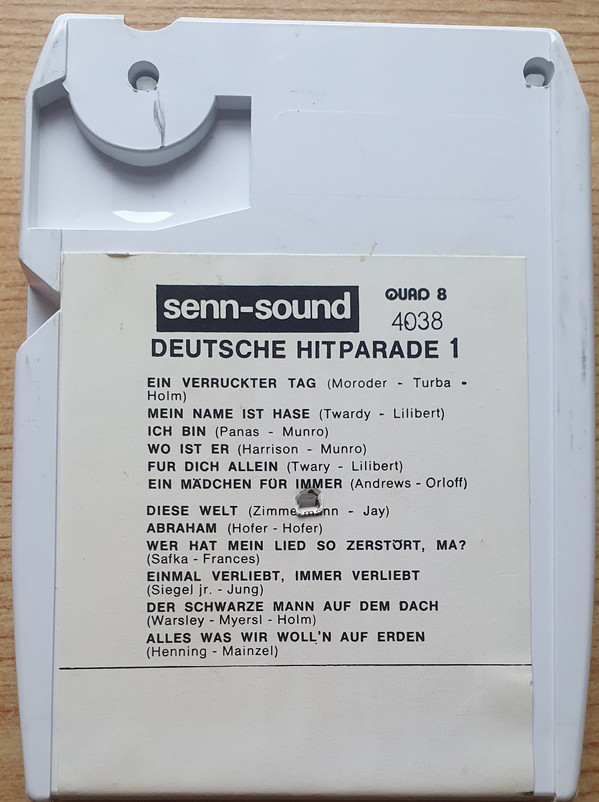 senn-sound
QUAD 8
4038
DEUTSCHE HITPARADE 1
EIN VERRUCKTER TAG (Moroder - Turba -
Holm)
MEIN NAME IST HASE (Twardy - Lilibert)
ICH BIN (Panas - Munro)
WO IST ER (Harrison - Munro)
FUR DICH ALLEIN (Twary - Lilibert)
EIN MÄDCHEN FÜR IMMER (Andrews - Orloff)
DIESE WELT (Zimmermann - Jay)
ABRAHAM (Hofer - Hofer)
WER HAT MEIN LIED SO ZERSTÖRT, MA?
(Safka - Frances)
EINMAL VERLIEBT, IMMER VERLIEBT
(Siegel jr. - Jung)
DER SCHWARZE MANN AUF DEM DACH
(Warsley - Myersl - Holm)
ALLES WAS WIR WOLL'N AUF ERDEN
(Henning - Mainzel)